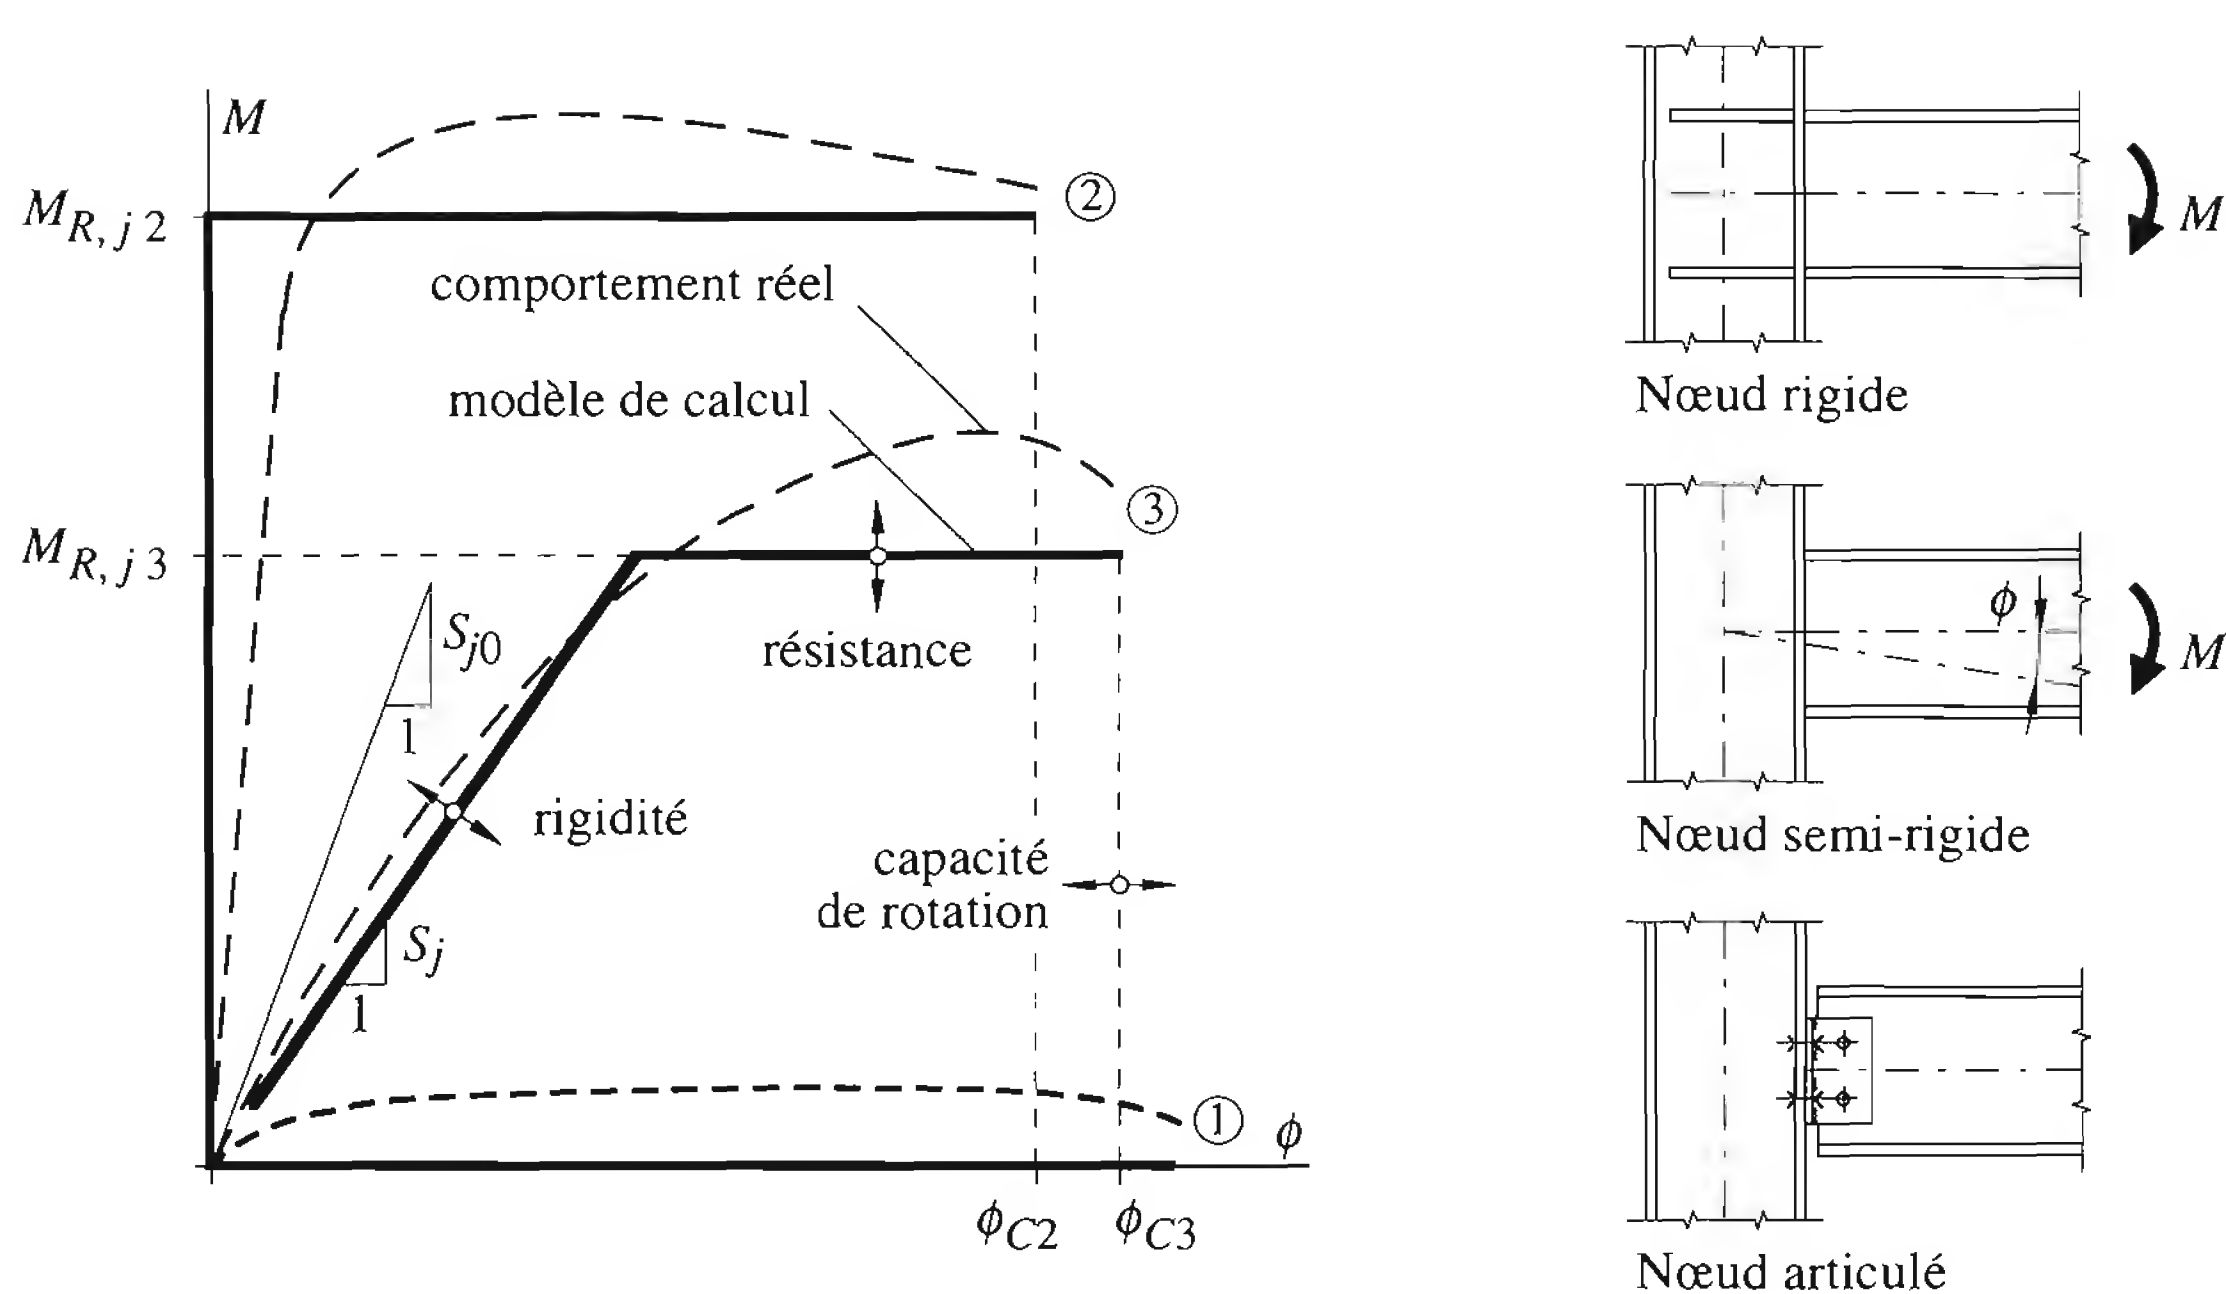 M
M_{R, j 2}
②
comportement réel
modèle de calcul
③
M_{R, j 3}
S_{j0}
1
résistance
rigidité
capacité
de rotation
S_j
1
①
ϕ
ϕ_{C2}
ϕ_{C3}
M
Nœud rigide
ϕ
M
Nœud semi-rigide
Nœud articulé